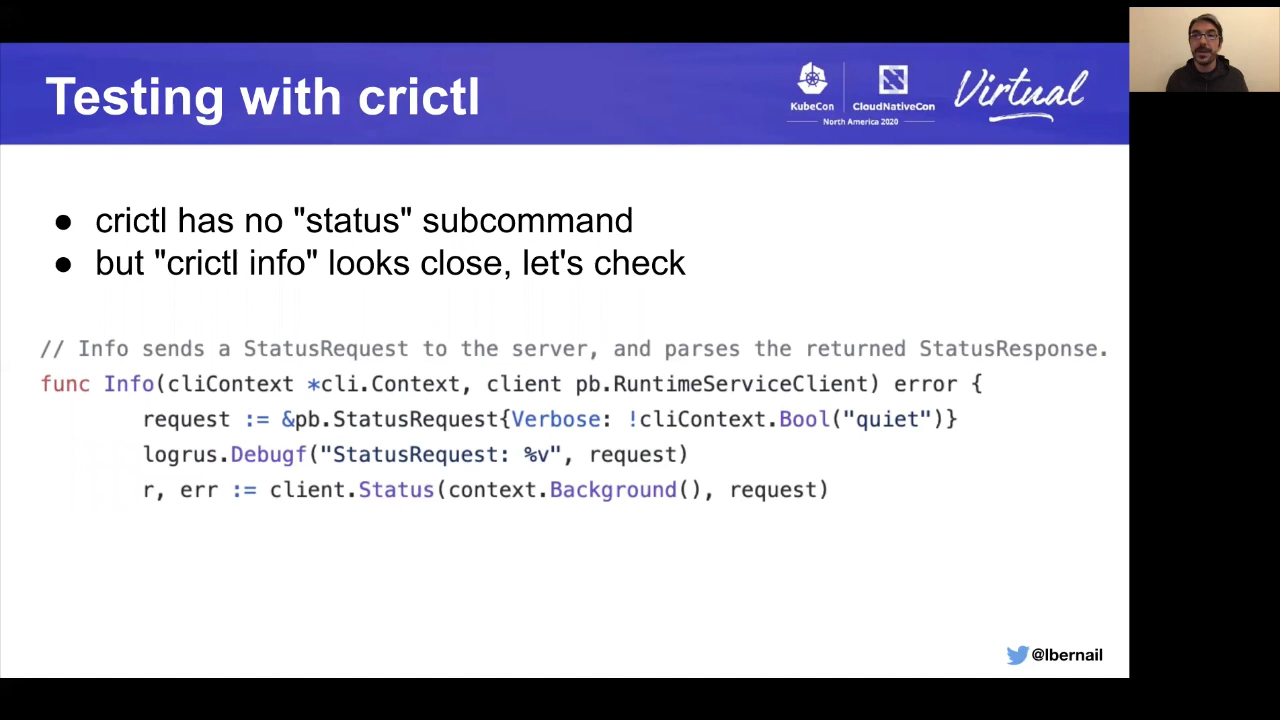 Testing with crictl
KubeCon
CloudNativeCon
North America 2020
Virtual
● crictl has no "status" subcommand
● but "crictl info" looks close, let's check
// Info sends a StatusRequest to the server, and parses the returned StatusResponse.
func Info(cliContext *cli.Context, client pb.RuntimeServiceClient) error {
request := &pb.StatusRequest{Verbose: !cliContext.Bool("quiet")}
logrus.Debugf("StatusRequest: %v", request)
r, err := client.Status(context.Background(), request)
@lbernail